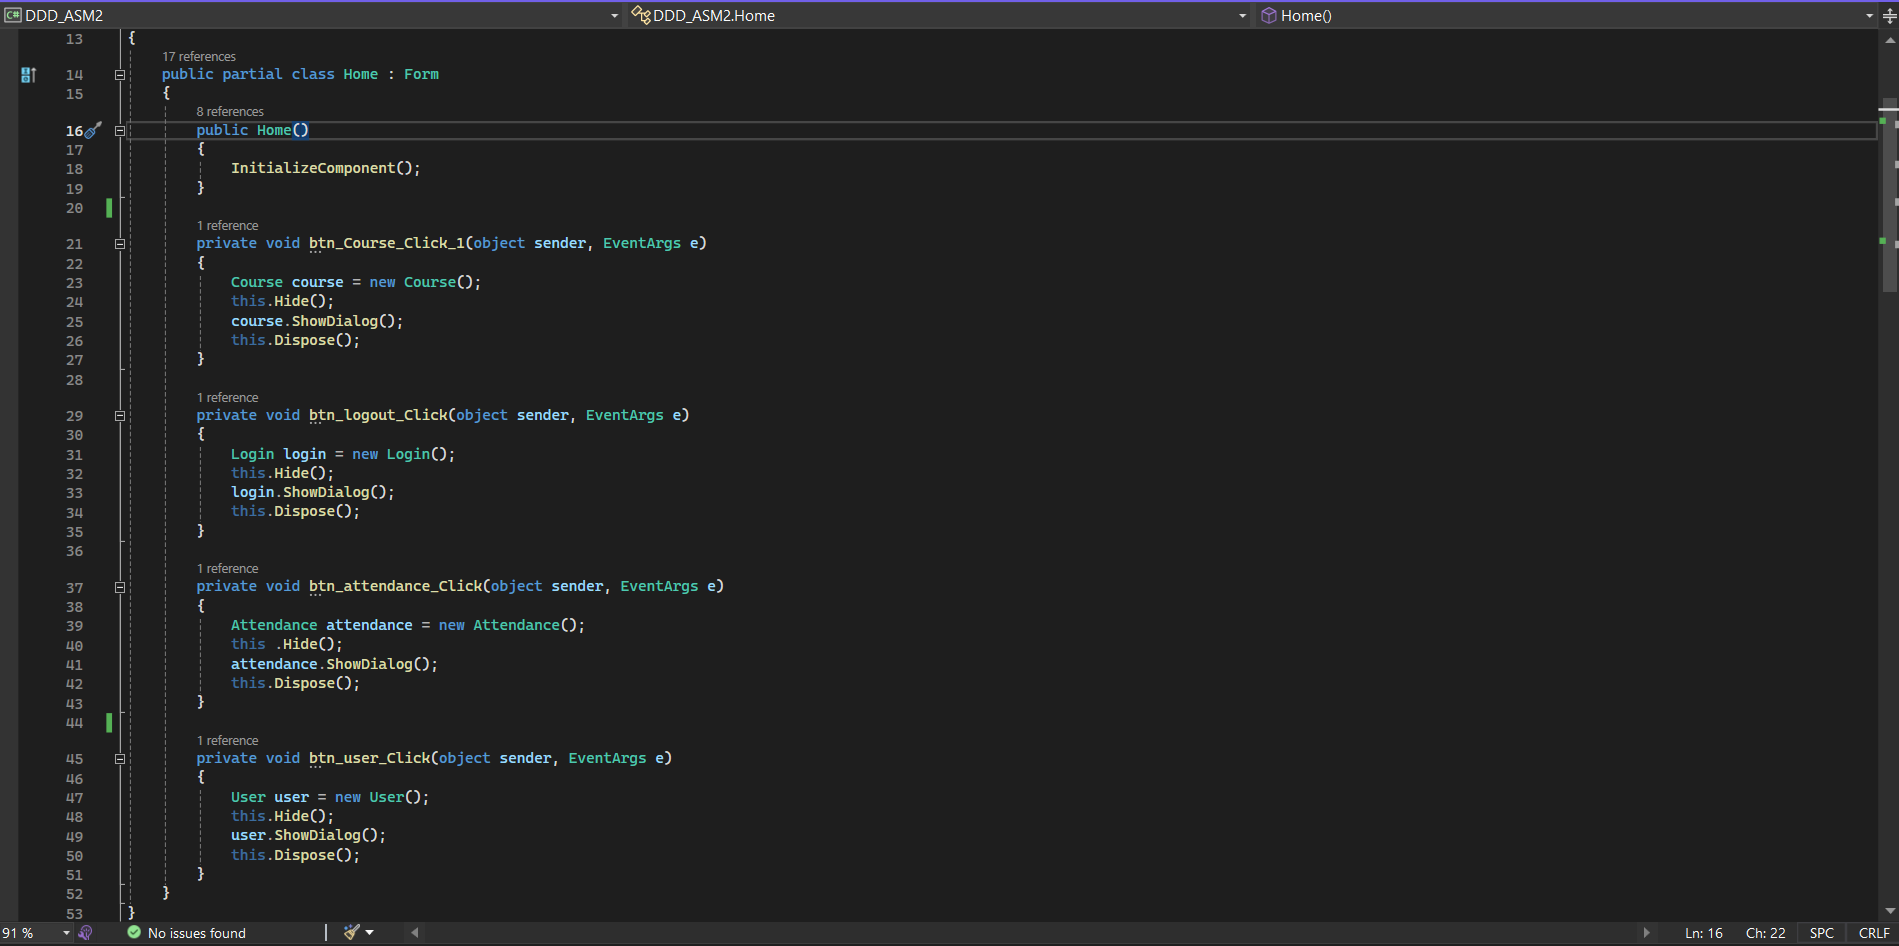 DDD_ASM2 DDD_ASM2.Home Home()
13 {
17 references
14 public partial class Home : Form
15 {
8 references
16 public Home()
17 {
18 InitializeComponent();
19 }
20
1 reference
21 private void btn_Course_Click_1(object sender, EventArgs e)
22 {
23 Course course = new Course();
24 this.Hide();
25 course.ShowDialog();
26 this.Dispose();
27 }
28
1 reference
29 private void btn_logout_Click(object sender, EventArgs e)
30 {
31 Login login = new Login();
32 this.Hide();
33 login.ShowDialog();
34 this.Dispose();
35 }
36
1 reference
37 private void btn_attendance_Click(object sender, EventArgs e)
38 {
39 Attendance attendance = new Attendance();
40 this .Hide();
41 attendance.ShowDialog();
42 this.Dispose();
43 }
44
1 reference
45 private void btn_user_Click(object sender, EventArgs e)
46 {
47 User user = new User();
48 this.Hide();
49 user.ShowDialog();
50 this.Dispose();
51 }
52 }
53 }
91 % No issues found Ln: 16 Ch: 22 SPC CRLF